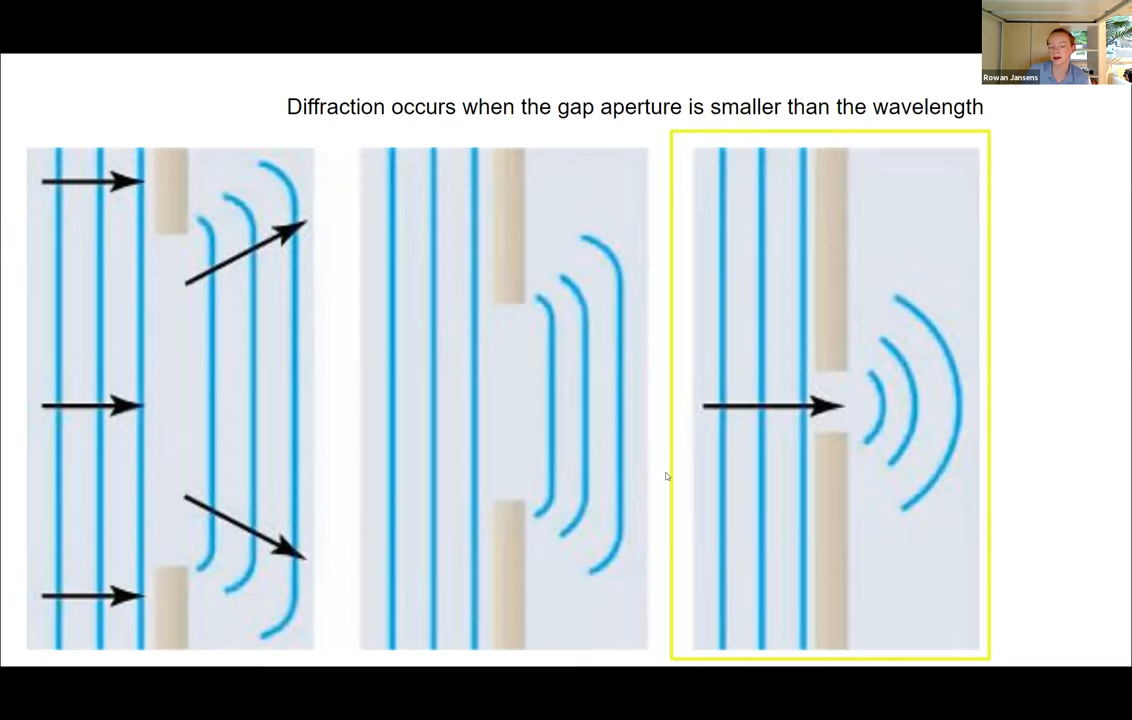 Rowan Jansens
Diffraction occurs when the gap aperture is smaller than the wavelength